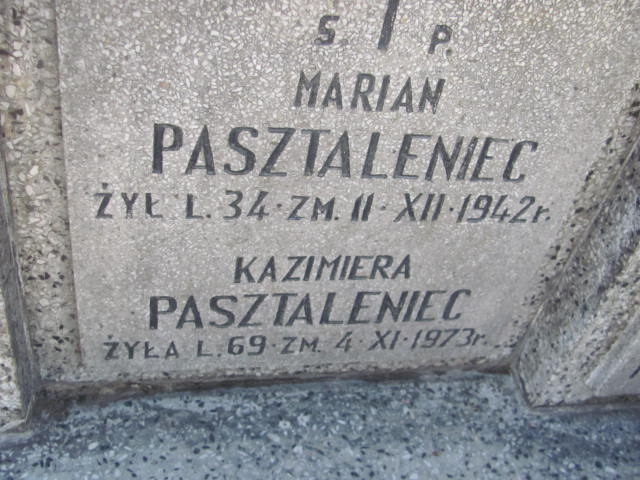 Ś. P.
MARIAN
PASZTALENIEC
ŻYŁ L. 34 · ZM. 11 · XII · 1942 r.
KAZIMIERA
PASZTALENIEC
ŻYŁA L. 69 · ZM. 4 · XI · 1973 r.